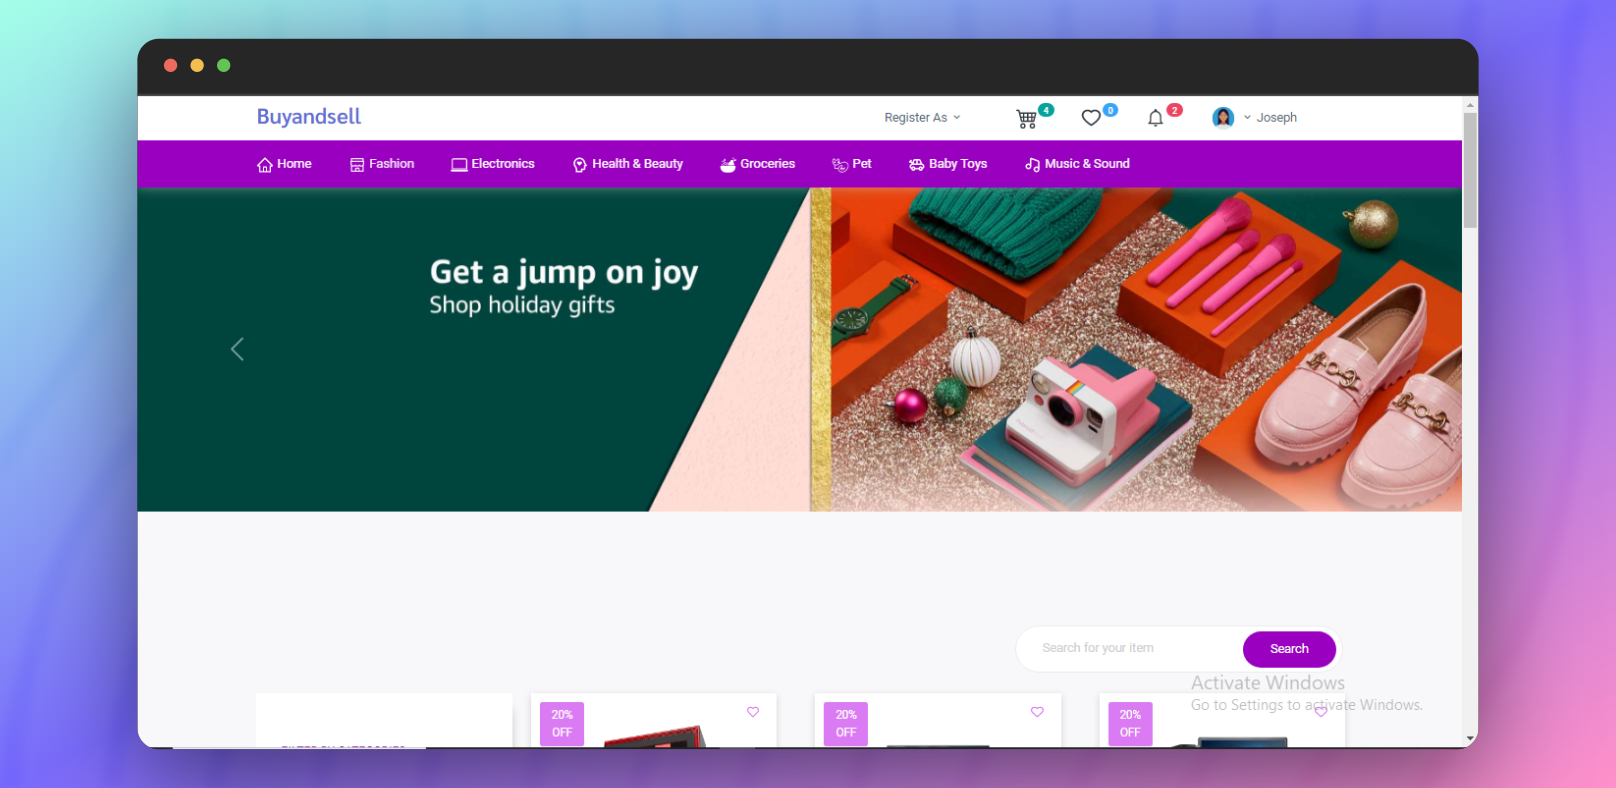 Buyandsell
Register As
4
0
2
Joseph
Home
Fashion
Electronics
Health & Beauty
Groceries
Pet
Baby Toys
Music & Sound
Get a jump on joy
Shop holiday gifts
Search for your item
Search
Activate Windows
Go to Settings to activate Windows.
20%
OFF
20%
OFF
20%
OFF